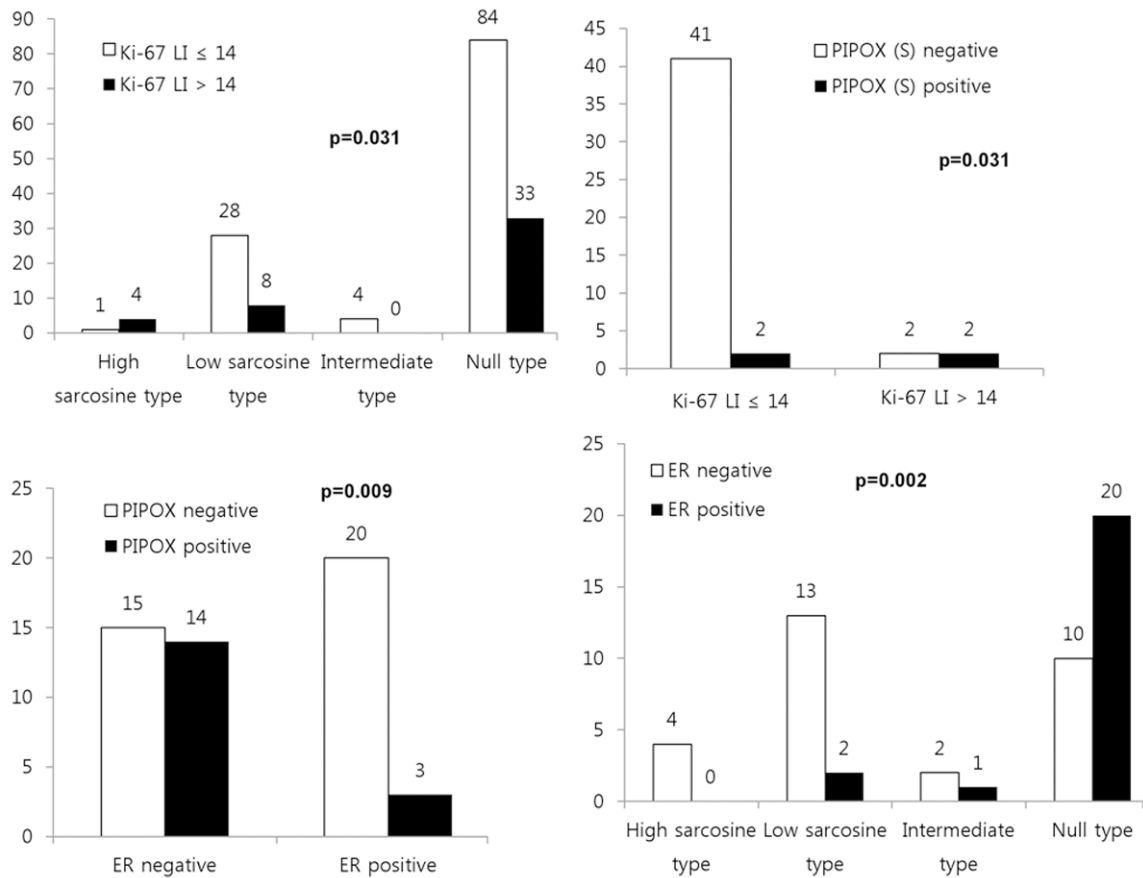 90
80
70
60
50
40
30
20
10
0
Ki-67 LI ≤ 14
Ki-67 LI > 14
p=0.031
84
33
28
8
1
4
4
0
High sarcosine type
Low sarcosine type
Intermediate type
Null type
45
40
35
30
25
20
15
10
5
0
PIPOX (S) negative
PIPOX (S) positive
p=0.031
41
2
2
2
Ki-67 LI ≤ 14
Ki-67 LI > 14
25
20
15
10
5
0
PIPOX negative
PIPOX positive
p=0.009
15
14
20
3
ER negative
ER positive
25
20
15
10
5
0
ER negative
ER positive
p=0.002
4
0
13
2
2
1
10
20
High sarcosine type
Low sarcosine type
Intermediate type
Null type